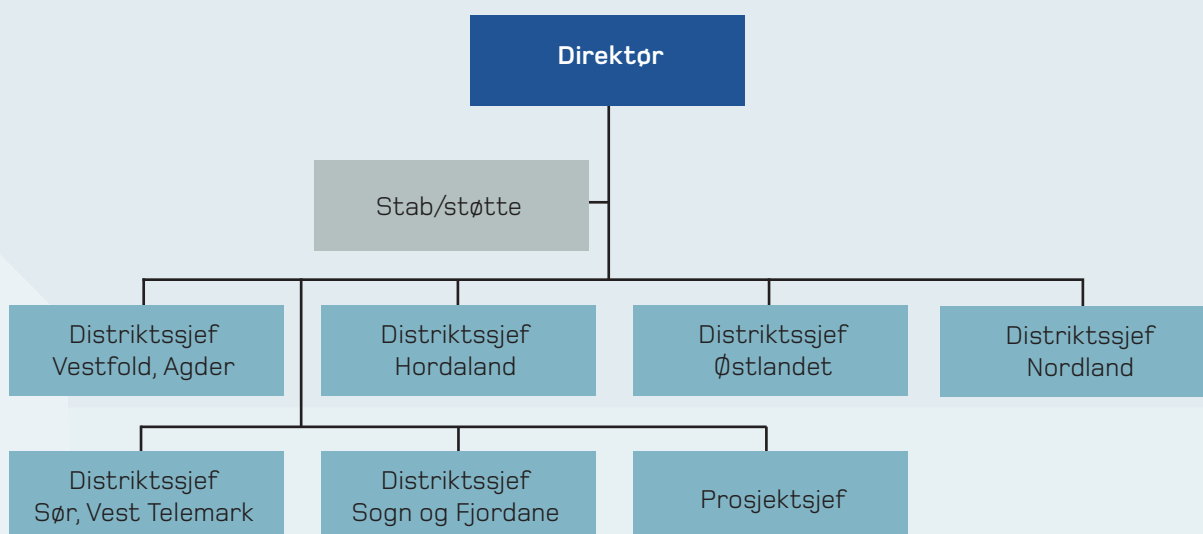 Direktør
Stab/støtte
Distriktssjef
Vestfold, Agder
Distriktssjef
Hordaland
Distriktssjef
Østlandet
Distriktssjef
Nordland
Distriktssjef
Sør, Vest Telemark
Distriktssjef
Sogn og Fjordane
Prosjektsjef